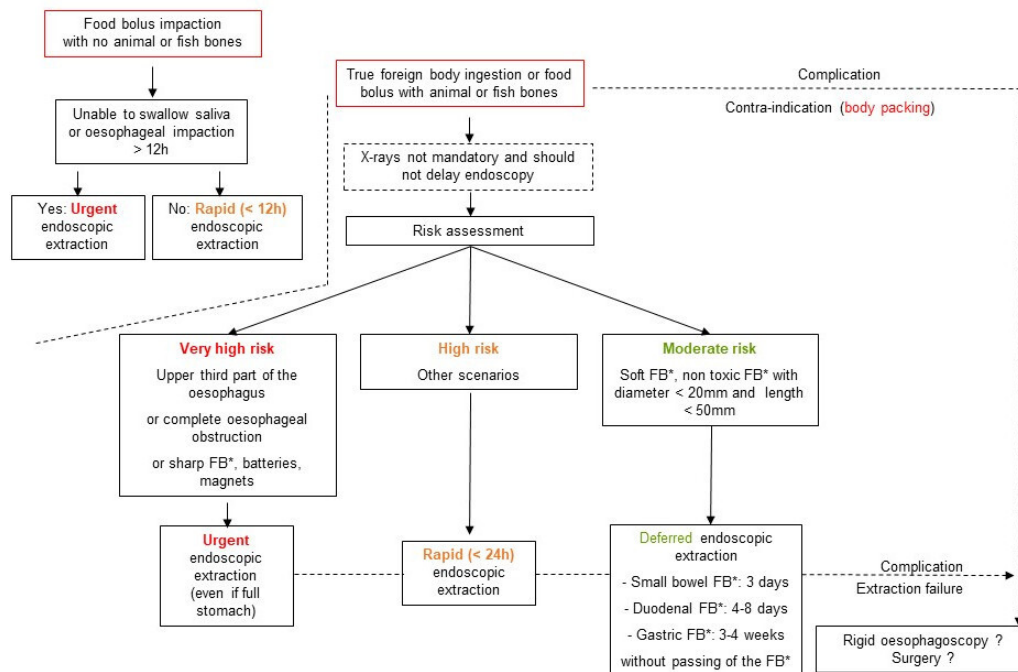 Food bolus impaction
with no animal or fish bones
Unable to swallow saliva
or oesophageal impaction
> 12h
Yes: Urgent
endoscopic
extraction
No: Rapid (< 12h)
endoscopic
extraction
True foreign body ingestion or food
bolus with animal or fish bones
Complication
Contra-indication (body packing)
X-rays not mandatory and should
not delay endoscopy
Risk assessment
Very high risk
Upper third part of the
oesophagus
or complete oesophageal
obstruction
or sharp FB*, batteries,
magnets
High risk
Other scenarios
Moderate risk
Soft FB*, non toxic FB* with
diameter < 20mm and length
< 50mm
Urgent
endoscopic
extraction
(even if full
stomach)
Rapid (< 24h)
endoscopic
extraction
Deferred endoscopic
extraction
- Small bowel FB*: 3 days
- Duodenal FB*: 4-8 days
- Gastric FB*: 3-4 weeks
without passing of the FB*
Complication
Extraction failure
Rigid oesophagoscopy ?
Surgery ?